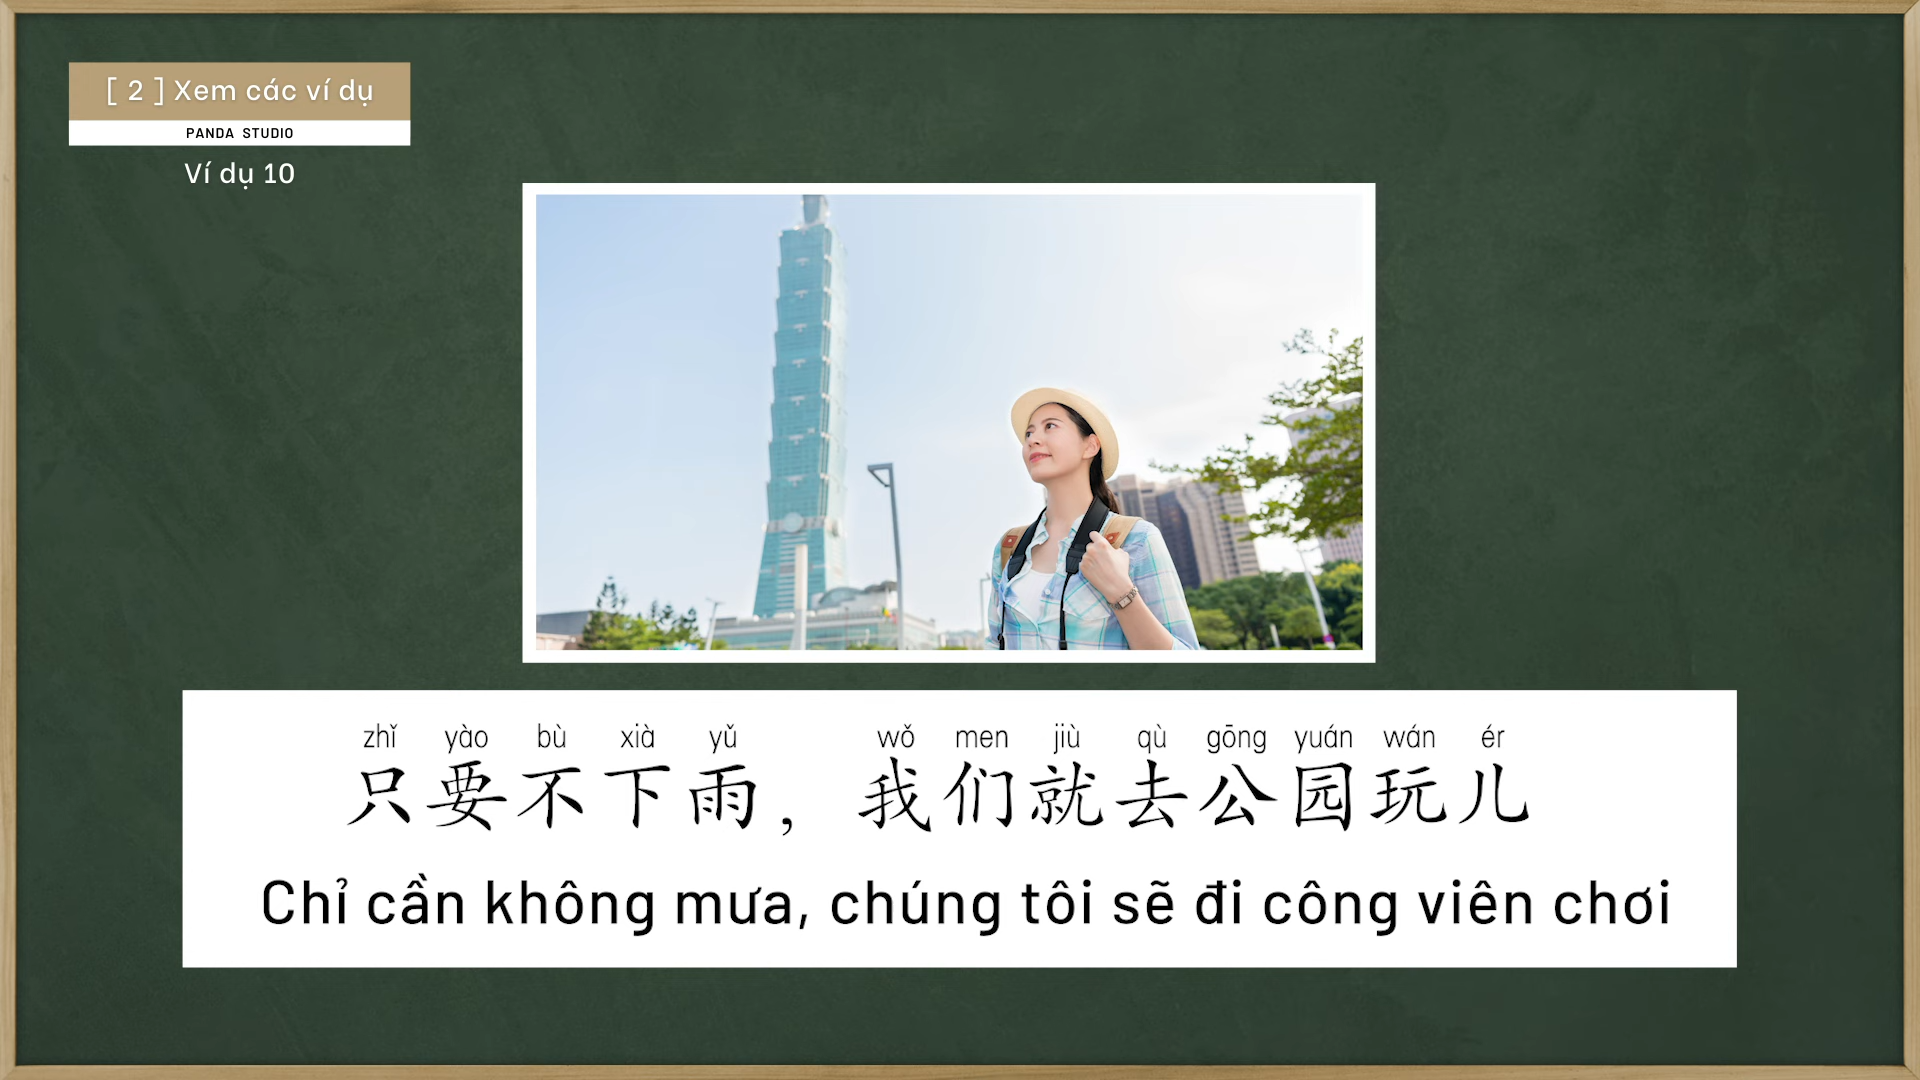 [ 2 ] Xem các ví dụ
PANDA STUDIO
Ví dụ 10
zhǐ yào bù xià yǔ wǒ men jiù qù gōng yuán wán ér
只要不下雨，我们就去公园玩儿
Chỉ cần không mưa, chúng tôi sẽ đi công viên chơi